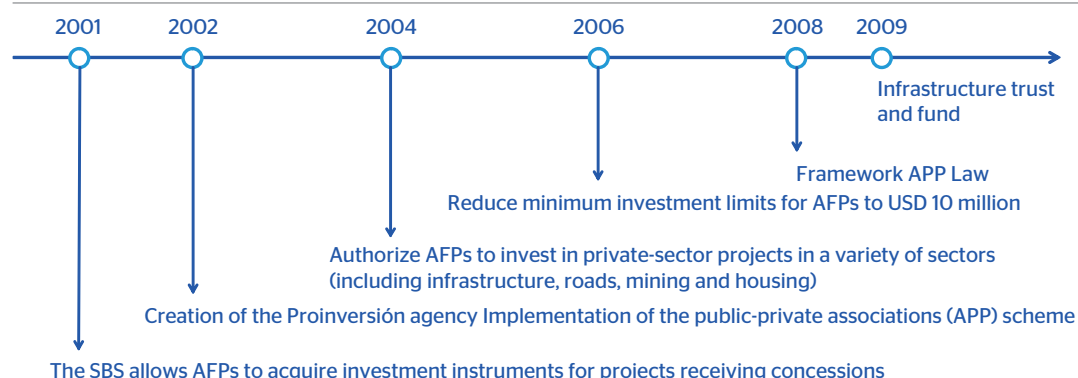 2001 2002 2004 2006 2008 2009
Infrastructure trust
and fund
Framework APP Law
Reduce minimum investment limits for AFPs to USD 10 million
Authorize AFPs to invest in private-sector projects in a variety of sectors
(including infrastructure, roads, mining and housing)
Creation of the Proinversión agency Implementation of the public-private associations (APP) scheme
The SBS allows AFPs to acquire investment instruments for projects receiving concessions